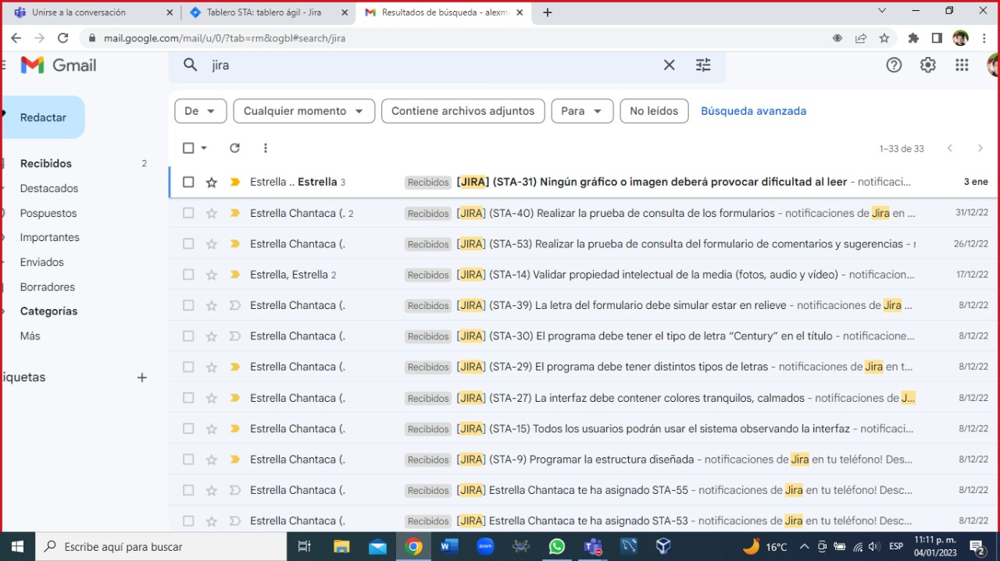 Unirse a la conversación
Tablero STA: tablero ágil - Jira
Resultados de búsqueda - alexm
mail.google.com/mail/u/0/?tab=rm&ogbl#search/jira
Gmail
jira
Redactar
De
Cualquier momento
Contiene archivos adjuntos
Para
No leídos
Búsqueda avanzada
1–33 de 33
Recibidos 2
Destacados
Pospuestos
Importantes
Enviados
Borradores
Categorías
Más
iquetas
Estrella .. Estrella 3 Recibidos [JIRA] (STA-31) Ningún gráfico o imagen deberá provocar dificultad al leer - notificaci... 3 ene
Estrella Chantaca (. 2 Recibidos [JIRA] (STA-40) Realizar la prueba de consulta de los formularios - notificaciones de Jira en ... 31/12/22
Estrella Chantaca (. Recibidos [JIRA] (STA-53) Realizar la prueba de consulta del formulario de comentarios y sugerencias - 26/12/22
Estrella, Estrella 2 Recibidos [JIRA] (STA-14) Validar propiedad intelectual de la media (fotos, audio y vídeo) - notificacion... 17/12/22
Estrella Chantaca (. Recibidos [JIRA] (STA-39) La letra del formulario debe simular estar en relieve - notificaciones de Jira ... 8/12/22
Estrella Chantaca (. Recibidos [JIRA] (STA-30) El programa debe tener el tipo de letra “Century” en el título - notificacione... 8/12/22
Estrella Chantaca (. Recibidos [JIRA] (STA-29) El programa debe tener distintos tipos de letras - notificaciones de Jira en t... 8/12/22
Estrella Chantaca (. Recibidos [JIRA] (STA-27) La interfaz debe contener colores tranquilos, calmados - notificaciones de J... 8/12/22
Estrella Chantaca (. Recibidos [JIRA] (STA-15) Todos los usuarios podrán usar el sistema observando la interfaz - notificaci... 8/12/22
Estrella Chantaca (. Recibidos [JIRA] (STA-9) Programar la estructura diseñada - notificaciones de Jira en tu teléfono! Desc... 8/12/22
Estrella Chantaca (. Recibidos [JIRA] Estrella Chantaca te ha asignado STA-55 - notificaciones de Jira en tu teléfono! Desc... 8/12/22
Estrella Chantaca (. Recibidos [JIRA] Estrella Chantaca te ha asignado STA-53 - notificaciones de Jira en tu teléfono! Desc... 8/12/22
Escribe aquí para buscar
zoom
16°C
ESP
11:11 p. m.
04/01/2023
2